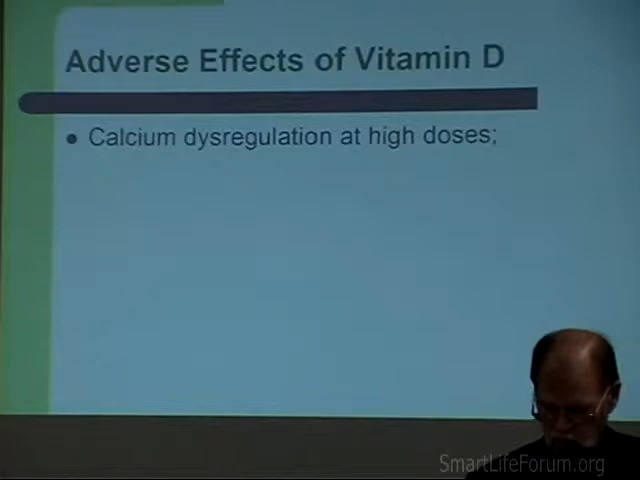 Adverse Effects of Vitamin D
• Calcium dysregulation at high doses;
SmartLifeForum.org